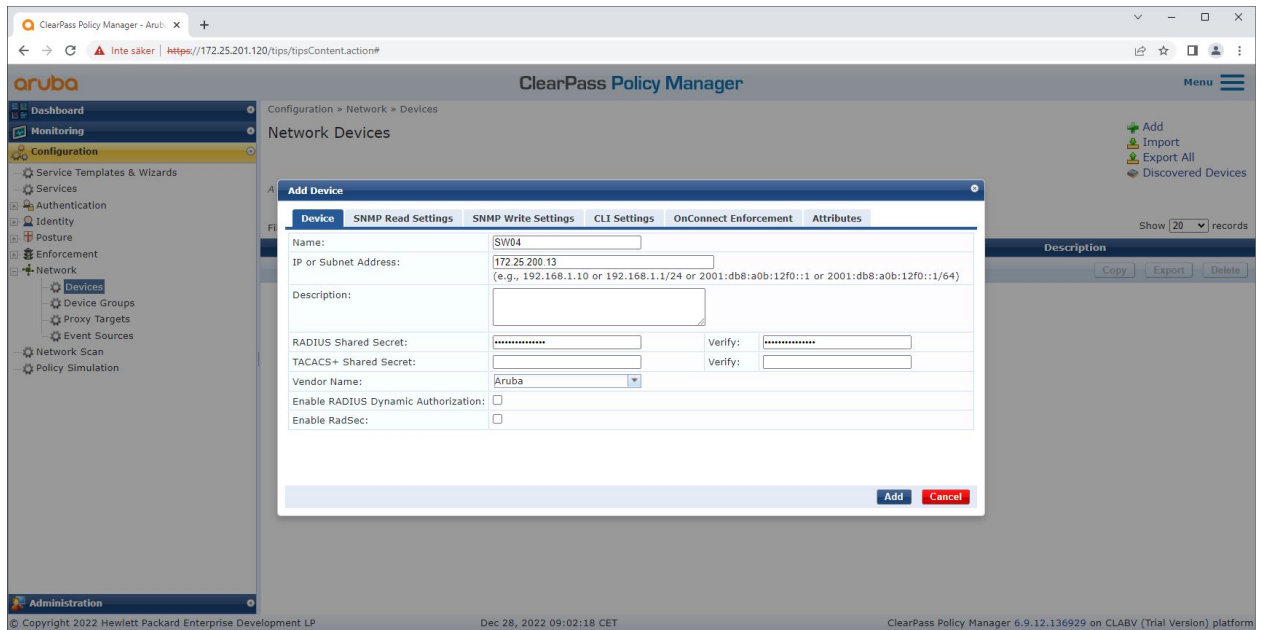 ClearPass Policy Manager - Arub
Inte säker | https://172.25.201.120/tips/tipsContent.action#
aruba
ClearPass Policy Manager
Menu
Dashboard
Monitoring
Configuration
Service Templates & Wizards
Services
Authentication
Identity
Posture
Enforcement
Network
Devices
Device Groups
Proxy Targets
Event Sources
Network Scan
Policy Simulation
Administration
Configuration » Network » Devices
Network Devices
Add
Import
Export All
Discovered Devices
A
Fi
Show 20 records
Description
Copy Export Delete
Add Device
Device SNMP Read Settings SNMP Write Settings CLI Settings OnConnect Enforcement Attributes
Name: SW04
IP or Subnet Address: 172.25.200.13
(e.g., 192.168.1.10 or 192.168.1.1/24 or 2001:db8:a0b:12f0::1 or 2001:db8:a0b:12f0::1/64)
Description:
RADIUS Shared Secret: ••••••••••••••• Verify: •••••••••••••••
TACACS+ Shared Secret: Verify:
Vendor Name: Aruba
Enable RADIUS Dynamic Authorization:
Enable RadSec:
Add Cancel
© Copyright 2022 Hewlett Packard Enterprise Development LP Dec 28, 2022 09:02:18 CET ClearPass Policy Manager 6.9.12.136929 on CLABV (Trial Version) platform